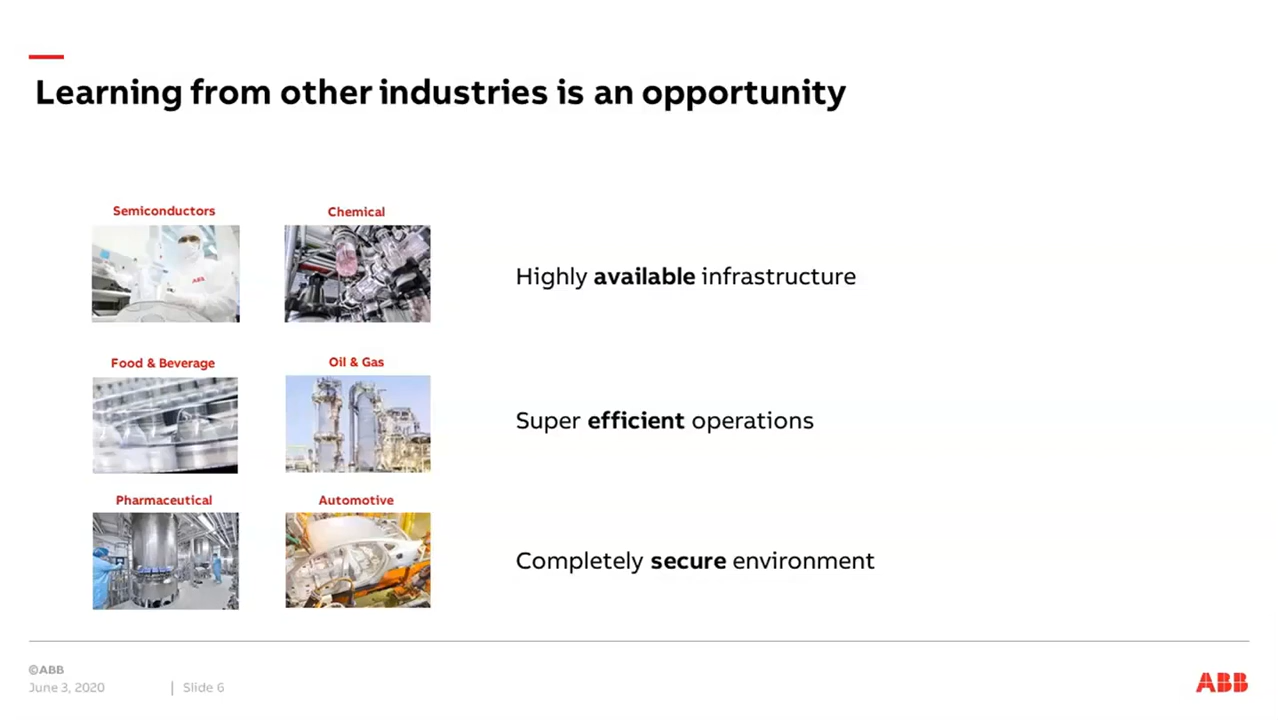 Learning from other industries is an opportunity
Semiconductors
Chemical
ABB
Highly available infrastructure
Food & Beverage
Oil & Gas
Super efficient operations
Pharmaceutical
Automotive
Completely secure environment
©ABB
June 3, 2020
| Slide 6
ABB